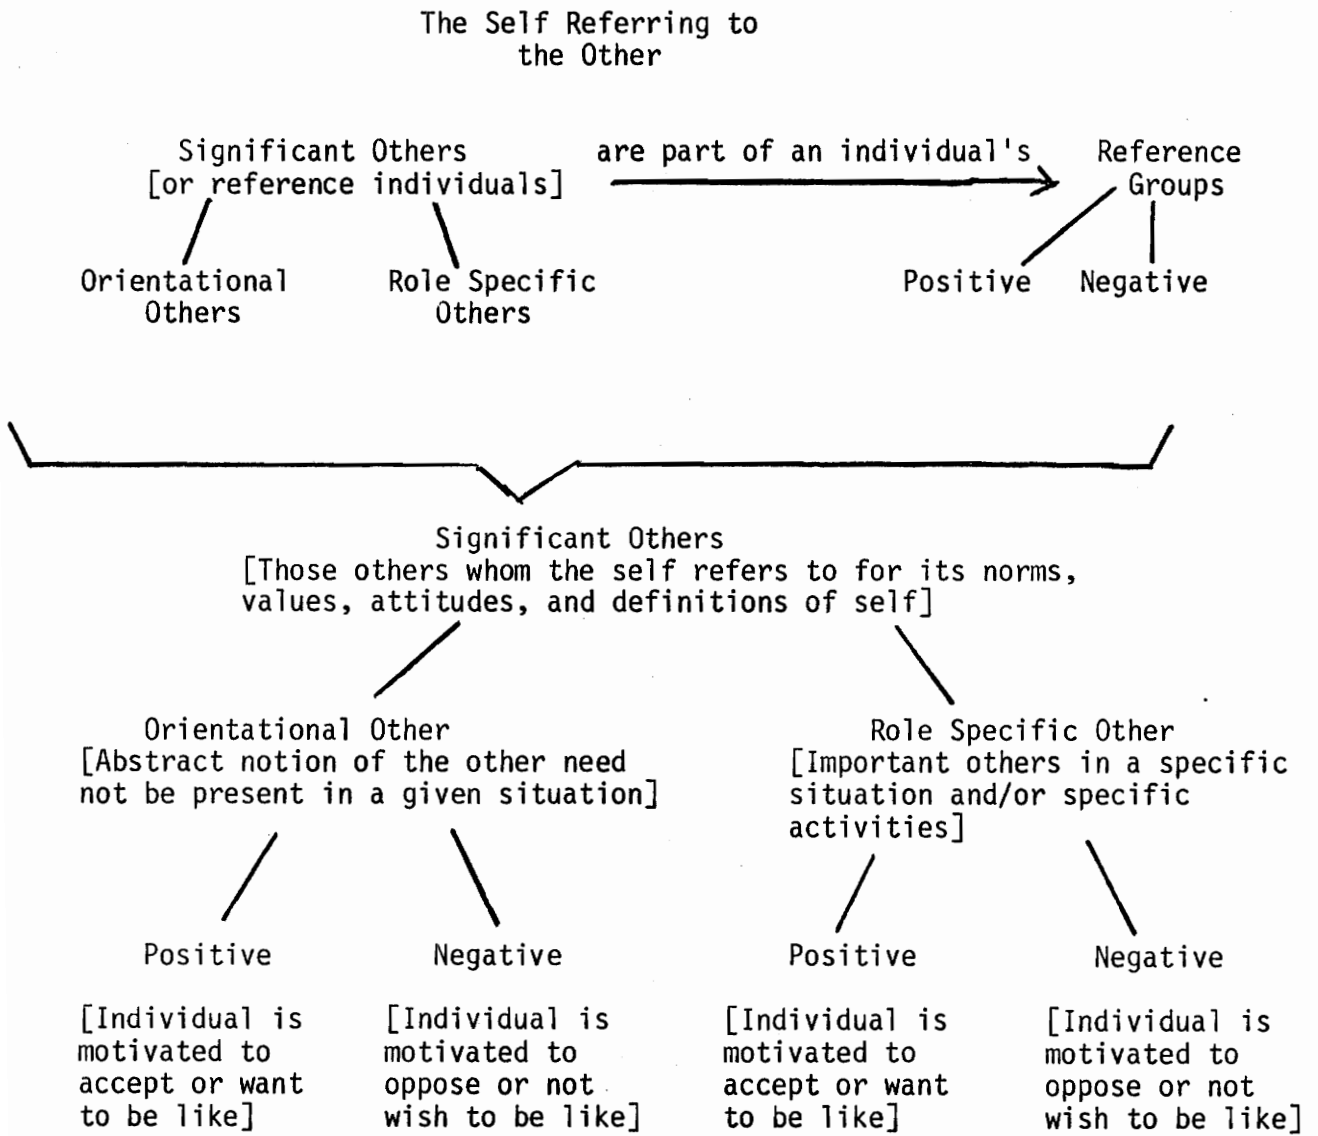 The Self Referring to
the Other
Significant Others
[or reference individuals]
are part of an individual's
Reference
Groups
Orientational
Others
Role Specific
Others
Positive
Negative
Significant Others
[Those others whom the self refers to for its norms,
values, attitudes, and definitions of self]
Orientational Other
[Abstract notion of the other need
not be present in a given situation]
Role Specific Other
[Important others in a specific
situation and/or specific
activities]
Positive
[Individual is
motivated to
accept or want
to be like]
Negative
[Individual is
motivated to
oppose or not
wish to be like]
Positive
[Individual is
motivated to
accept or want
to be like]
Negative
[Individual is
motivated to
oppose or not
wish to be like]